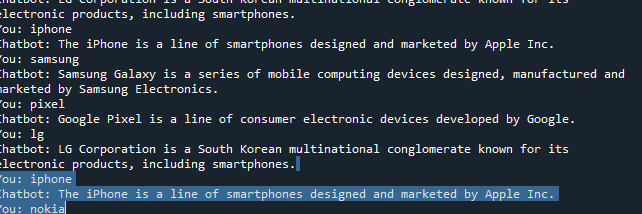 Chatbot: LG Corporation is a South Korean multinational conglomerate known for its
electronic products, including smartphones.
You: iphone
Chatbot: The iPhone is a line of smartphones designed and marketed by Apple Inc.
You: samsung
Chatbot: Samsung Galaxy is a series of mobile computing devices designed, manufactured and
marketed by Samsung Electronics.
You: pixel
Chatbot: Google Pixel is a line of consumer electronic devices developed by Google.
You: lg
Chatbot: LG Corporation is a South Korean multinational conglomerate known for its
electronic products, including smartphones.
You: iphone
Chatbot: The iPhone is a line of smartphones designed and marketed by Apple Inc.
You: nokia